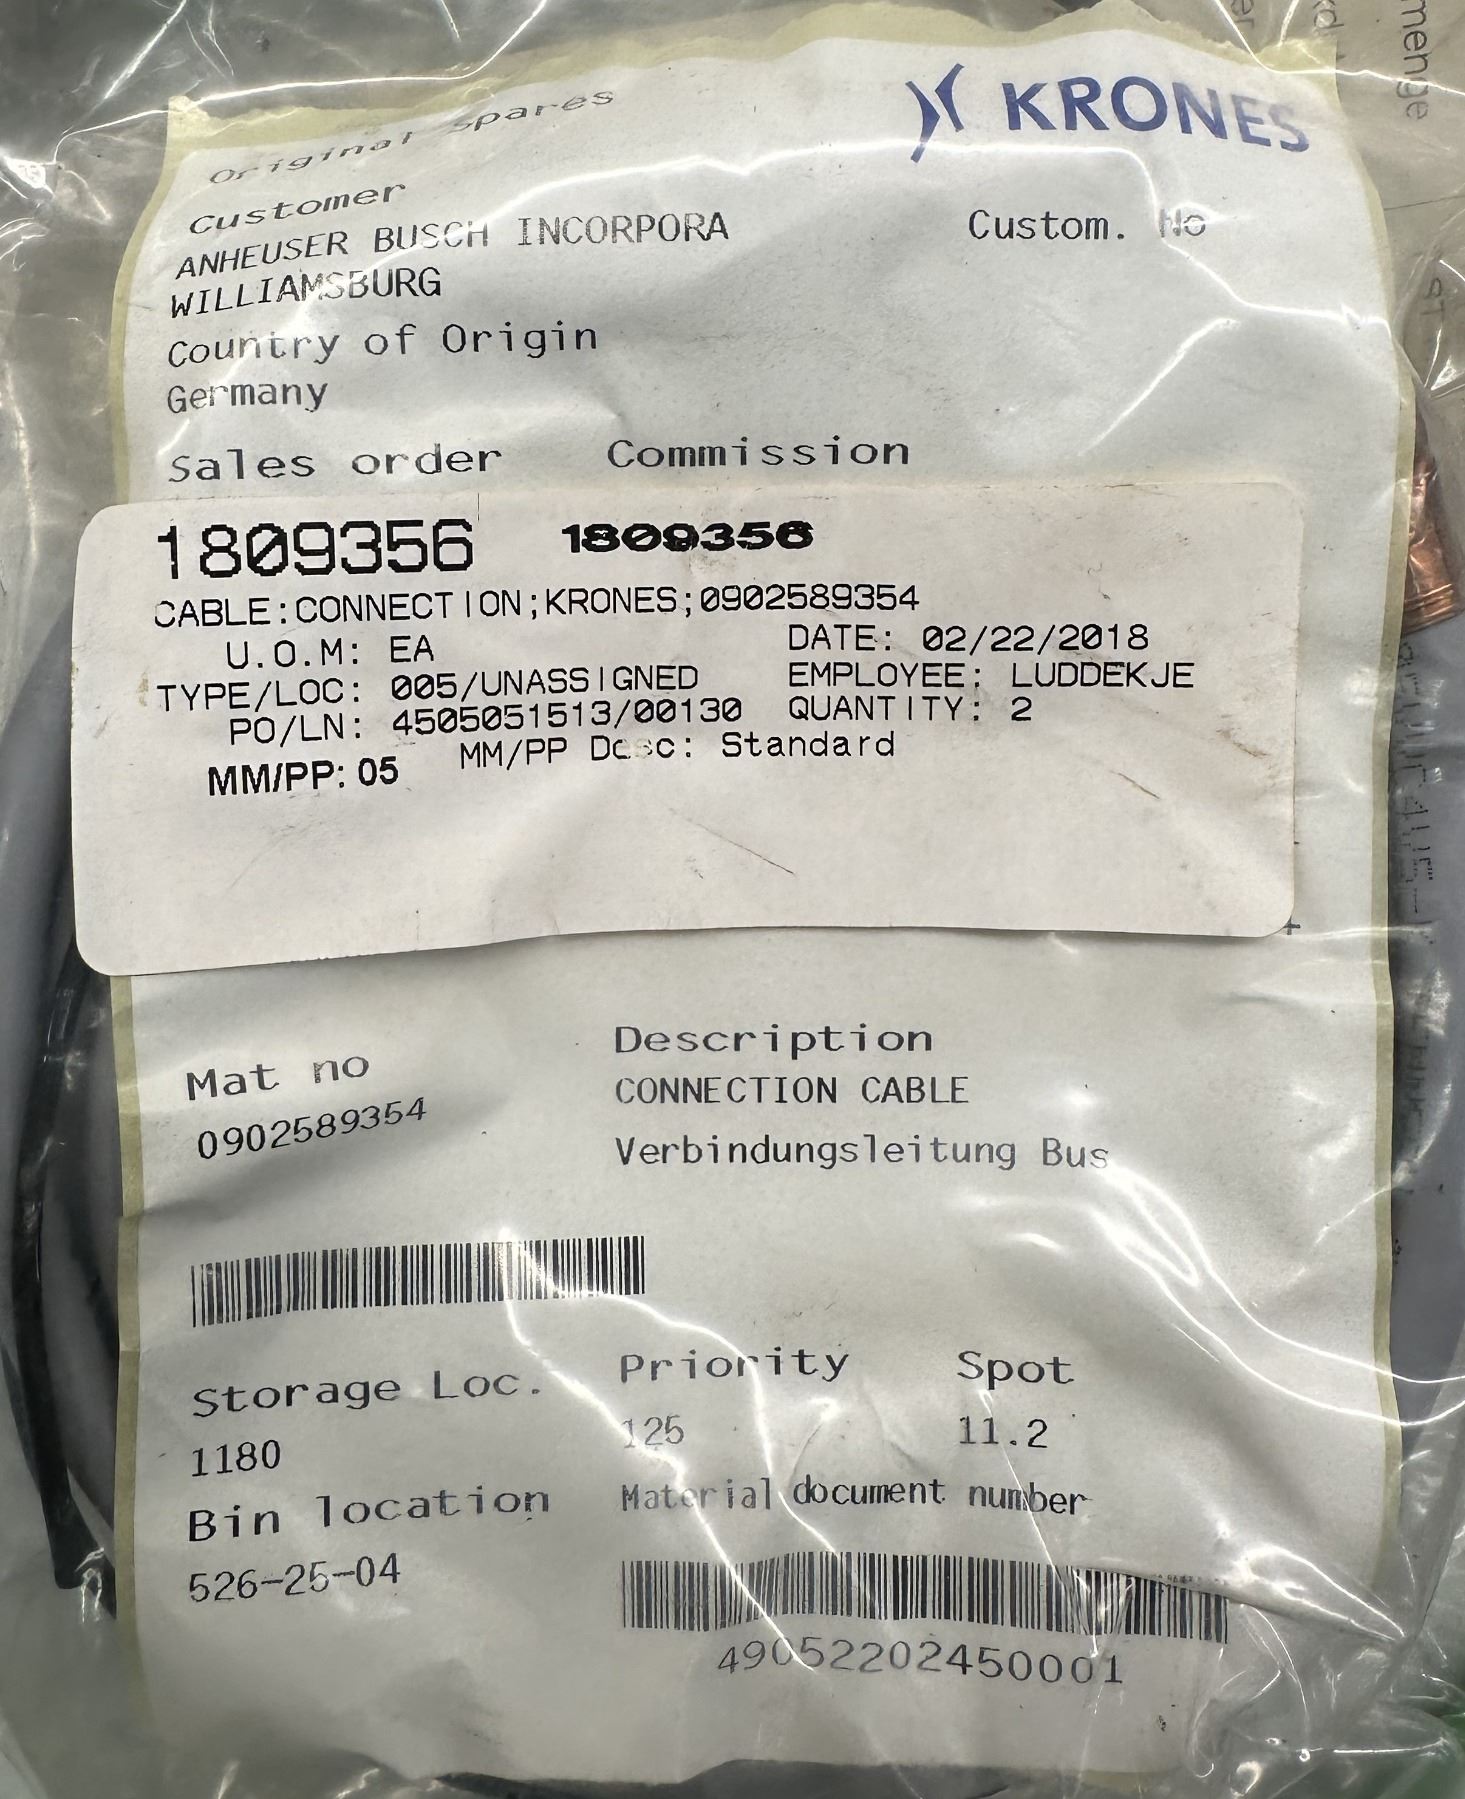 Original Spares
KRONES
Customer
Custom. No
ANHEUSER BUSCH INCORPORA
WILLIAMSBURG
Country of Origin
Germany
Sales order Commission
1809356 1809356
CABLE:CONNECTION;KRONES;0902589354
U.O.M: EA DATE: 02/22/2018
TYPE/LOC: 005/UNASSIGNED EMPLOYEE: LUDDEKJE
PO/LN: 4505051513/00130 QUANTITY: 2
MM/PP: 05 MM/PP Desc: Standard
Mat no Description
0902589354 CONNECTION CABLE
Verbindungsleitung Bus
Storage Loc. Priority Spot
1180 125 11.2
Bin location Material document number
526-25-04
49052202450001
menge